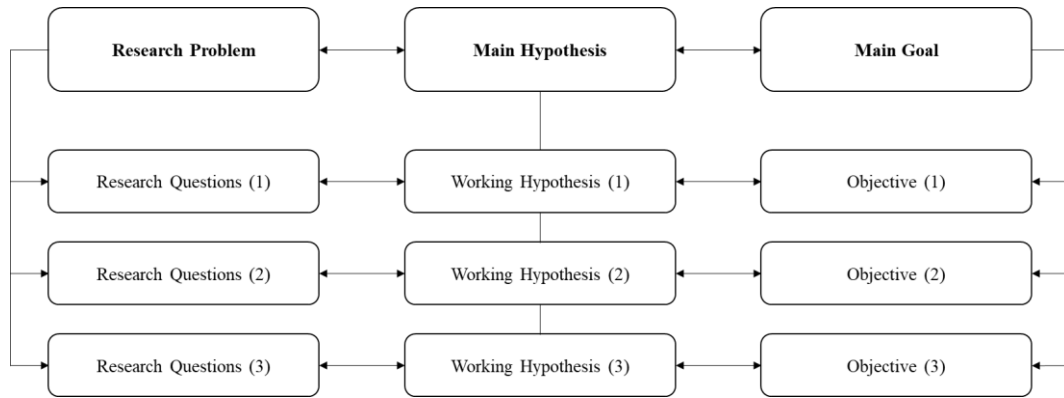 Research Problem
Main Hypothesis
Main Goal
Research Questions (1)
Working Hypothesis (1)
Objective (1)
Research Questions (2)
Working Hypothesis (2)
Objective (2)
Research Questions (3)
Working Hypothesis (3)
Objective (3)